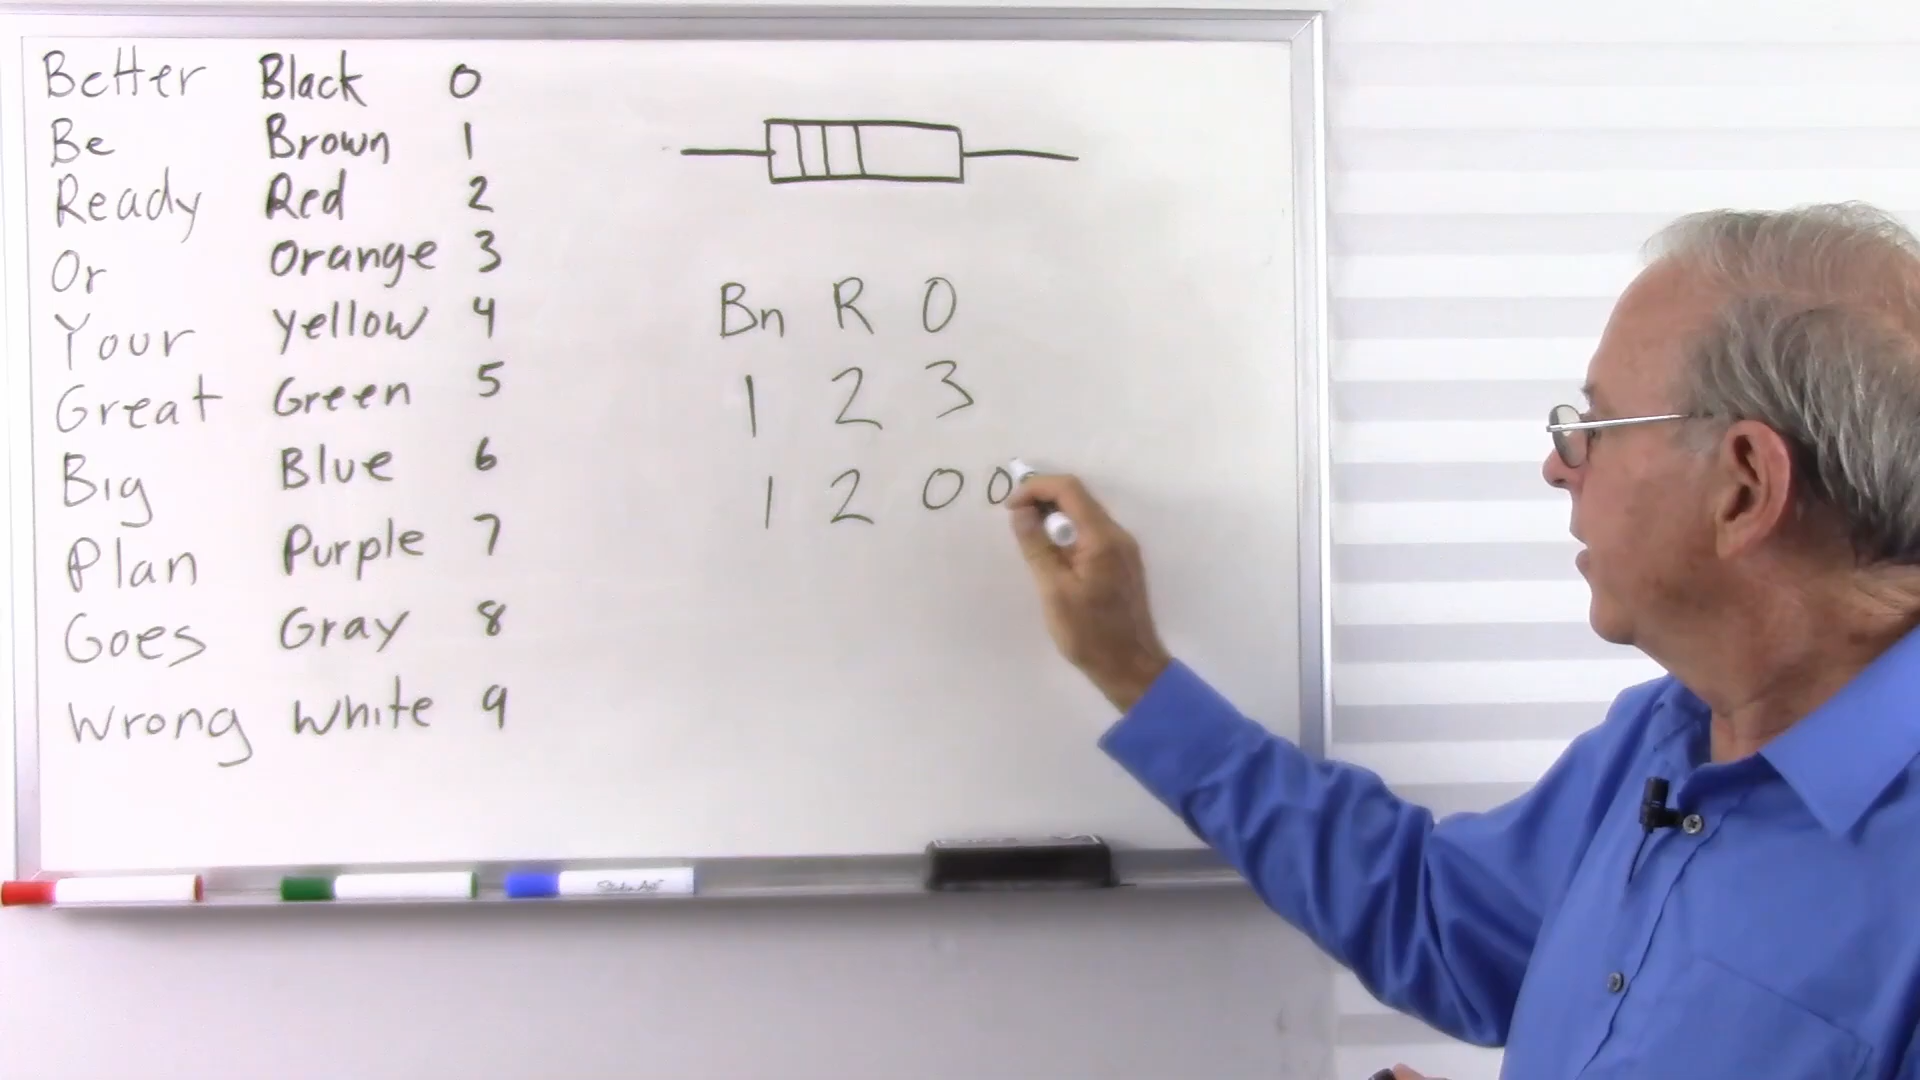 Better Black 0
Be Brown 1
Ready Red 2
Or Orange 3
Your Yellow 4
Great Green 5
Big Blue 6
Plan Purple 7
Goes Gray 8
Wrong White 9
Bn R O
1 2 3
1 2 0 0